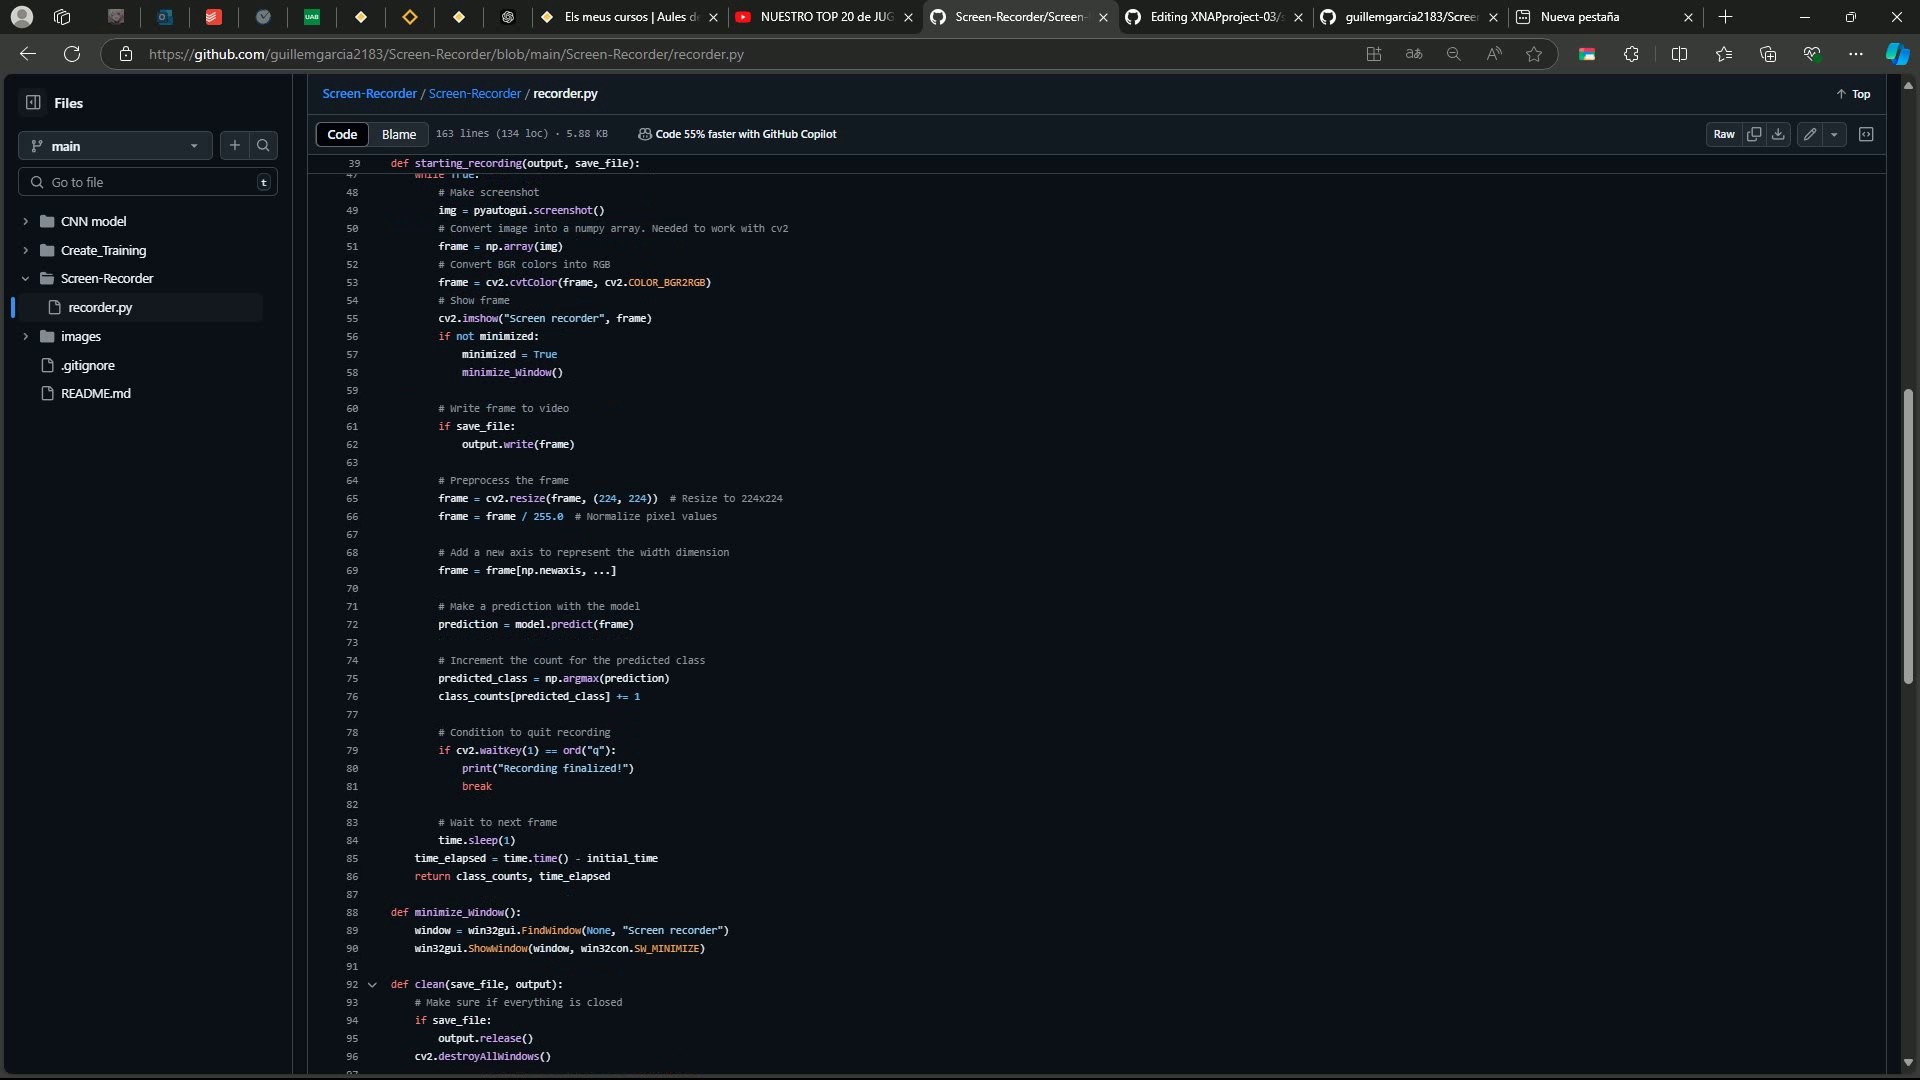 UAB
Els meus cursos | Aules d
NUESTRO TOP 20 de JUG
Screen-Recorder/Screen-
Editing XNAPproject-03/s
guillemgarcia2183/Scree
Nueva pestaña
https://github.com/guillemgarcia2183/Screen-Recorder/blob/main/Screen-Recorder/recorder.py
Files
main
Go to file
t
CNN model
Create_Training
Screen-Recorder
recorder.py
images
.gitignore
README.md
Screen-Recorder / Screen-Recorder / recorder.py
Top
Code
Blame
163 lines (134 loc) · 5.88 KB
Code 55% faster with GitHub Copilot
Raw
39 def starting_recording(output, save_file):
47 while True:
48 # Make screenshot
49 img = pyautogui.screenshot()
50 # Convert image into a numpy array. Needed to work with cv2
51 frame = np.array(img)
52 # Convert BGR colors into RGB
53 frame = cv2.cvtColor(frame, cv2.COLOR_BGR2RGB)
54 # Show frame
55 cv2.imshow("Screen recorder", frame)
56 if not minimized:
57 minimized = True
58 minimize_Window()
59
60 # Write frame to video
61 if save_file:
62 output.write(frame)
63
64 # Preprocess the frame
65 frame = cv2.resize(frame, (224, 224)) # Resize to 224x224
66 frame = frame / 255.0 # Normalize pixel values
67
68 # Add a new axis to represent the width dimension
69 frame = frame[np.newaxis, ...]
70
71 # Make a prediction with the model
72 prediction = model.predict(frame)
73
74 # Increment the count for the predicted class
75 predicted_class = np.argmax(prediction)
76 class_counts[predicted_class] += 1
77
78 # Condition to quit recording
79 if cv2.waitKey(1) == ord("q"):
80 print("Recording finalized!")
81 break
82
83 # Wait to next frame
84 time.sleep(1)
85 time_elapsed = time.time() - initial_time
86 return class_counts, time_elapsed
87
88 def minimize_Window():
89 window = win32gui.FindWindow(None, "Screen recorder")
90 win32gui.ShowWindow(window, win32con.SW_MINIMIZE)
91
92 def clean(save_file, output):
93 # Make sure if everything is closed
94 if save_file:
95 output.release()
96 cv2.destroyAllWindows()
97